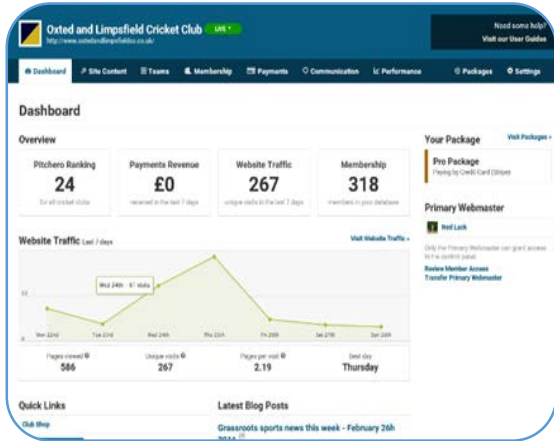 Oxted and Limpsfield Cricket Club LIVE
http://www.oxtedandlimpsfieldcc.co.uk/
Need some help?
Visit our User Guides
Dashboard Site Content Teams Membership Payments Communication Performance Packages Settings
Dashboard
Overview
Pitchero Ranking
24
for all cricket clubs
Payments Revenue
£0
received in the last 7 days
Website Traffic
267
unique visits in the last 7 days
Membership
318
members in your database
Your Package Visit Packages »
Pro Package
Paying by Credit Card (Stripe)
Primary Webmaster
Only the Primary Webmaster can grant access
to the control panel
Review Member Access
Transfer Primary Webmaster
Website Traffic Last 7 days Visit Website Traffic »
Wed 24th - 61 visits
Mon 22nd Tue 23rd Wed 24th Thu 25th Fri 26th Sat 27th Sun 28th
0
Pages viewed
586
Unique visits
267
Pages per visit
2.19
Best day
Thursday
Quick Links
Club Shop
Latest Blog Posts
Grassroots sports news this week - February 26h